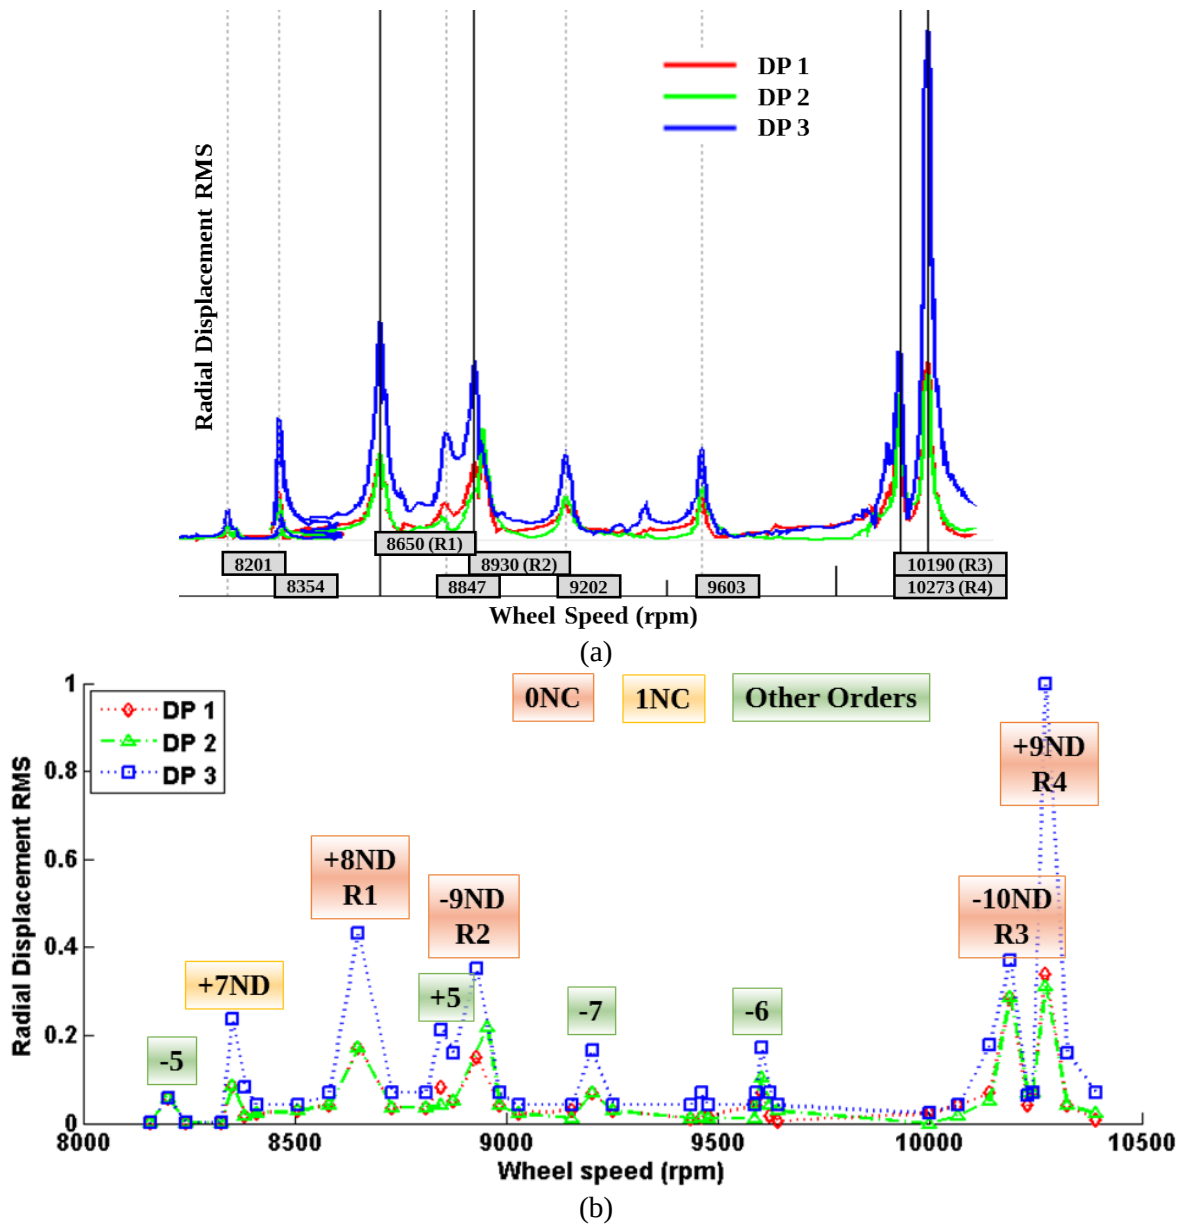 (a)
DP 1
DP 2
DP 3
Radial Displacement RMS
8650 (R1)
8201
8930 (R2)
10190 (R3)
8354
8847
9202
9603
10273 (R4)
Wheel Speed (rpm)
(a)
0NC
1NC
Other Orders
DP 1
DP 2
DP 3
1
0.8
0.6
0.4
0.2
0
Radial Displacement RMS
+9ND
R4
+8ND
R1
-9ND
R2
-10ND
R3
+7ND
+5
-7
-6
-5
8000
8500
9000
9500
10000
10500
Wheel speed (rpm)
(b)